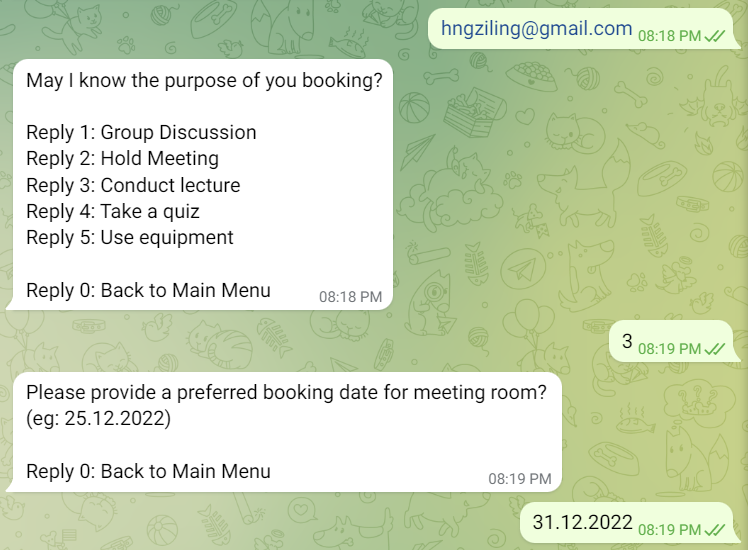 hngziling@gmail.com 08:18 PM
May I know the purpose of you booking?
Reply 1: Group Discussion
Reply 2: Hold Meeting
Reply 3: Conduct lecture
Reply 4: Take a quiz
Reply 5: Use equipment
Reply 0: Back to Main Menu 08:18 PM
3 08:19 PM
Please provide a preferred booking date for meeting room?
(eg: 25.12.2022)
Reply 0: Back to Main Menu 08:19 PM
31.12.2022 08:19 PM